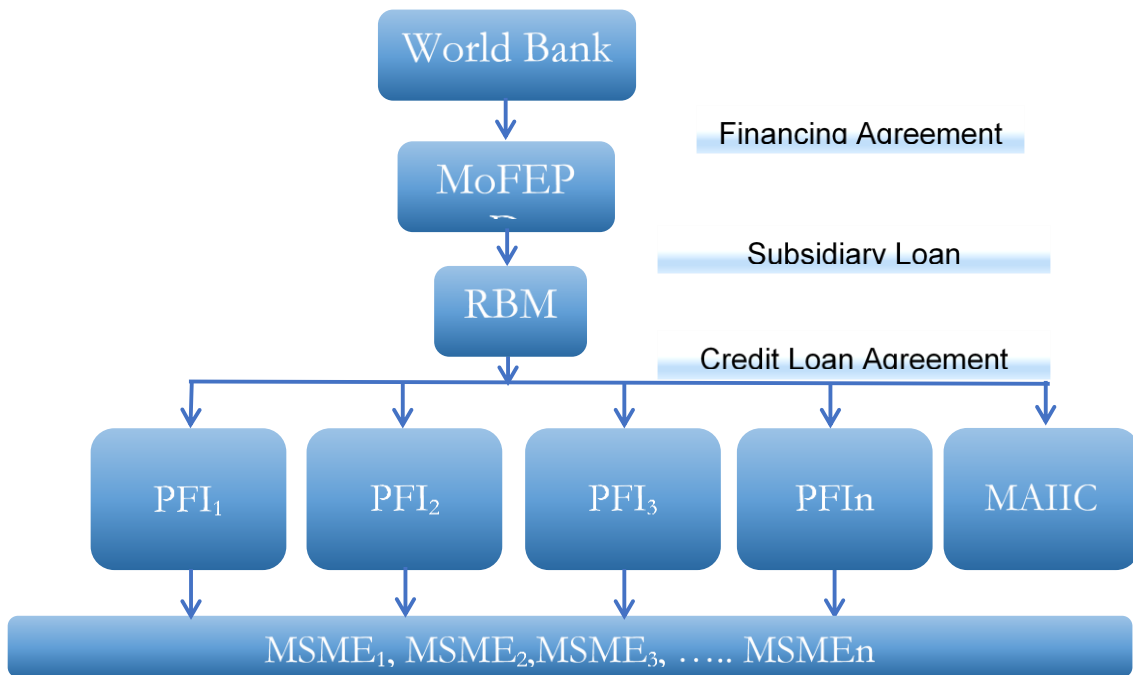 World Bank
Financing Agreement
MoFEP
Subsidiary Loan
RBM
Credit Loan Agreement
PFI₁
PFI₂
PFI₃
PFIn
MAIIC
MSME₁, MSME₂,MSME₃, ….. MSMEn